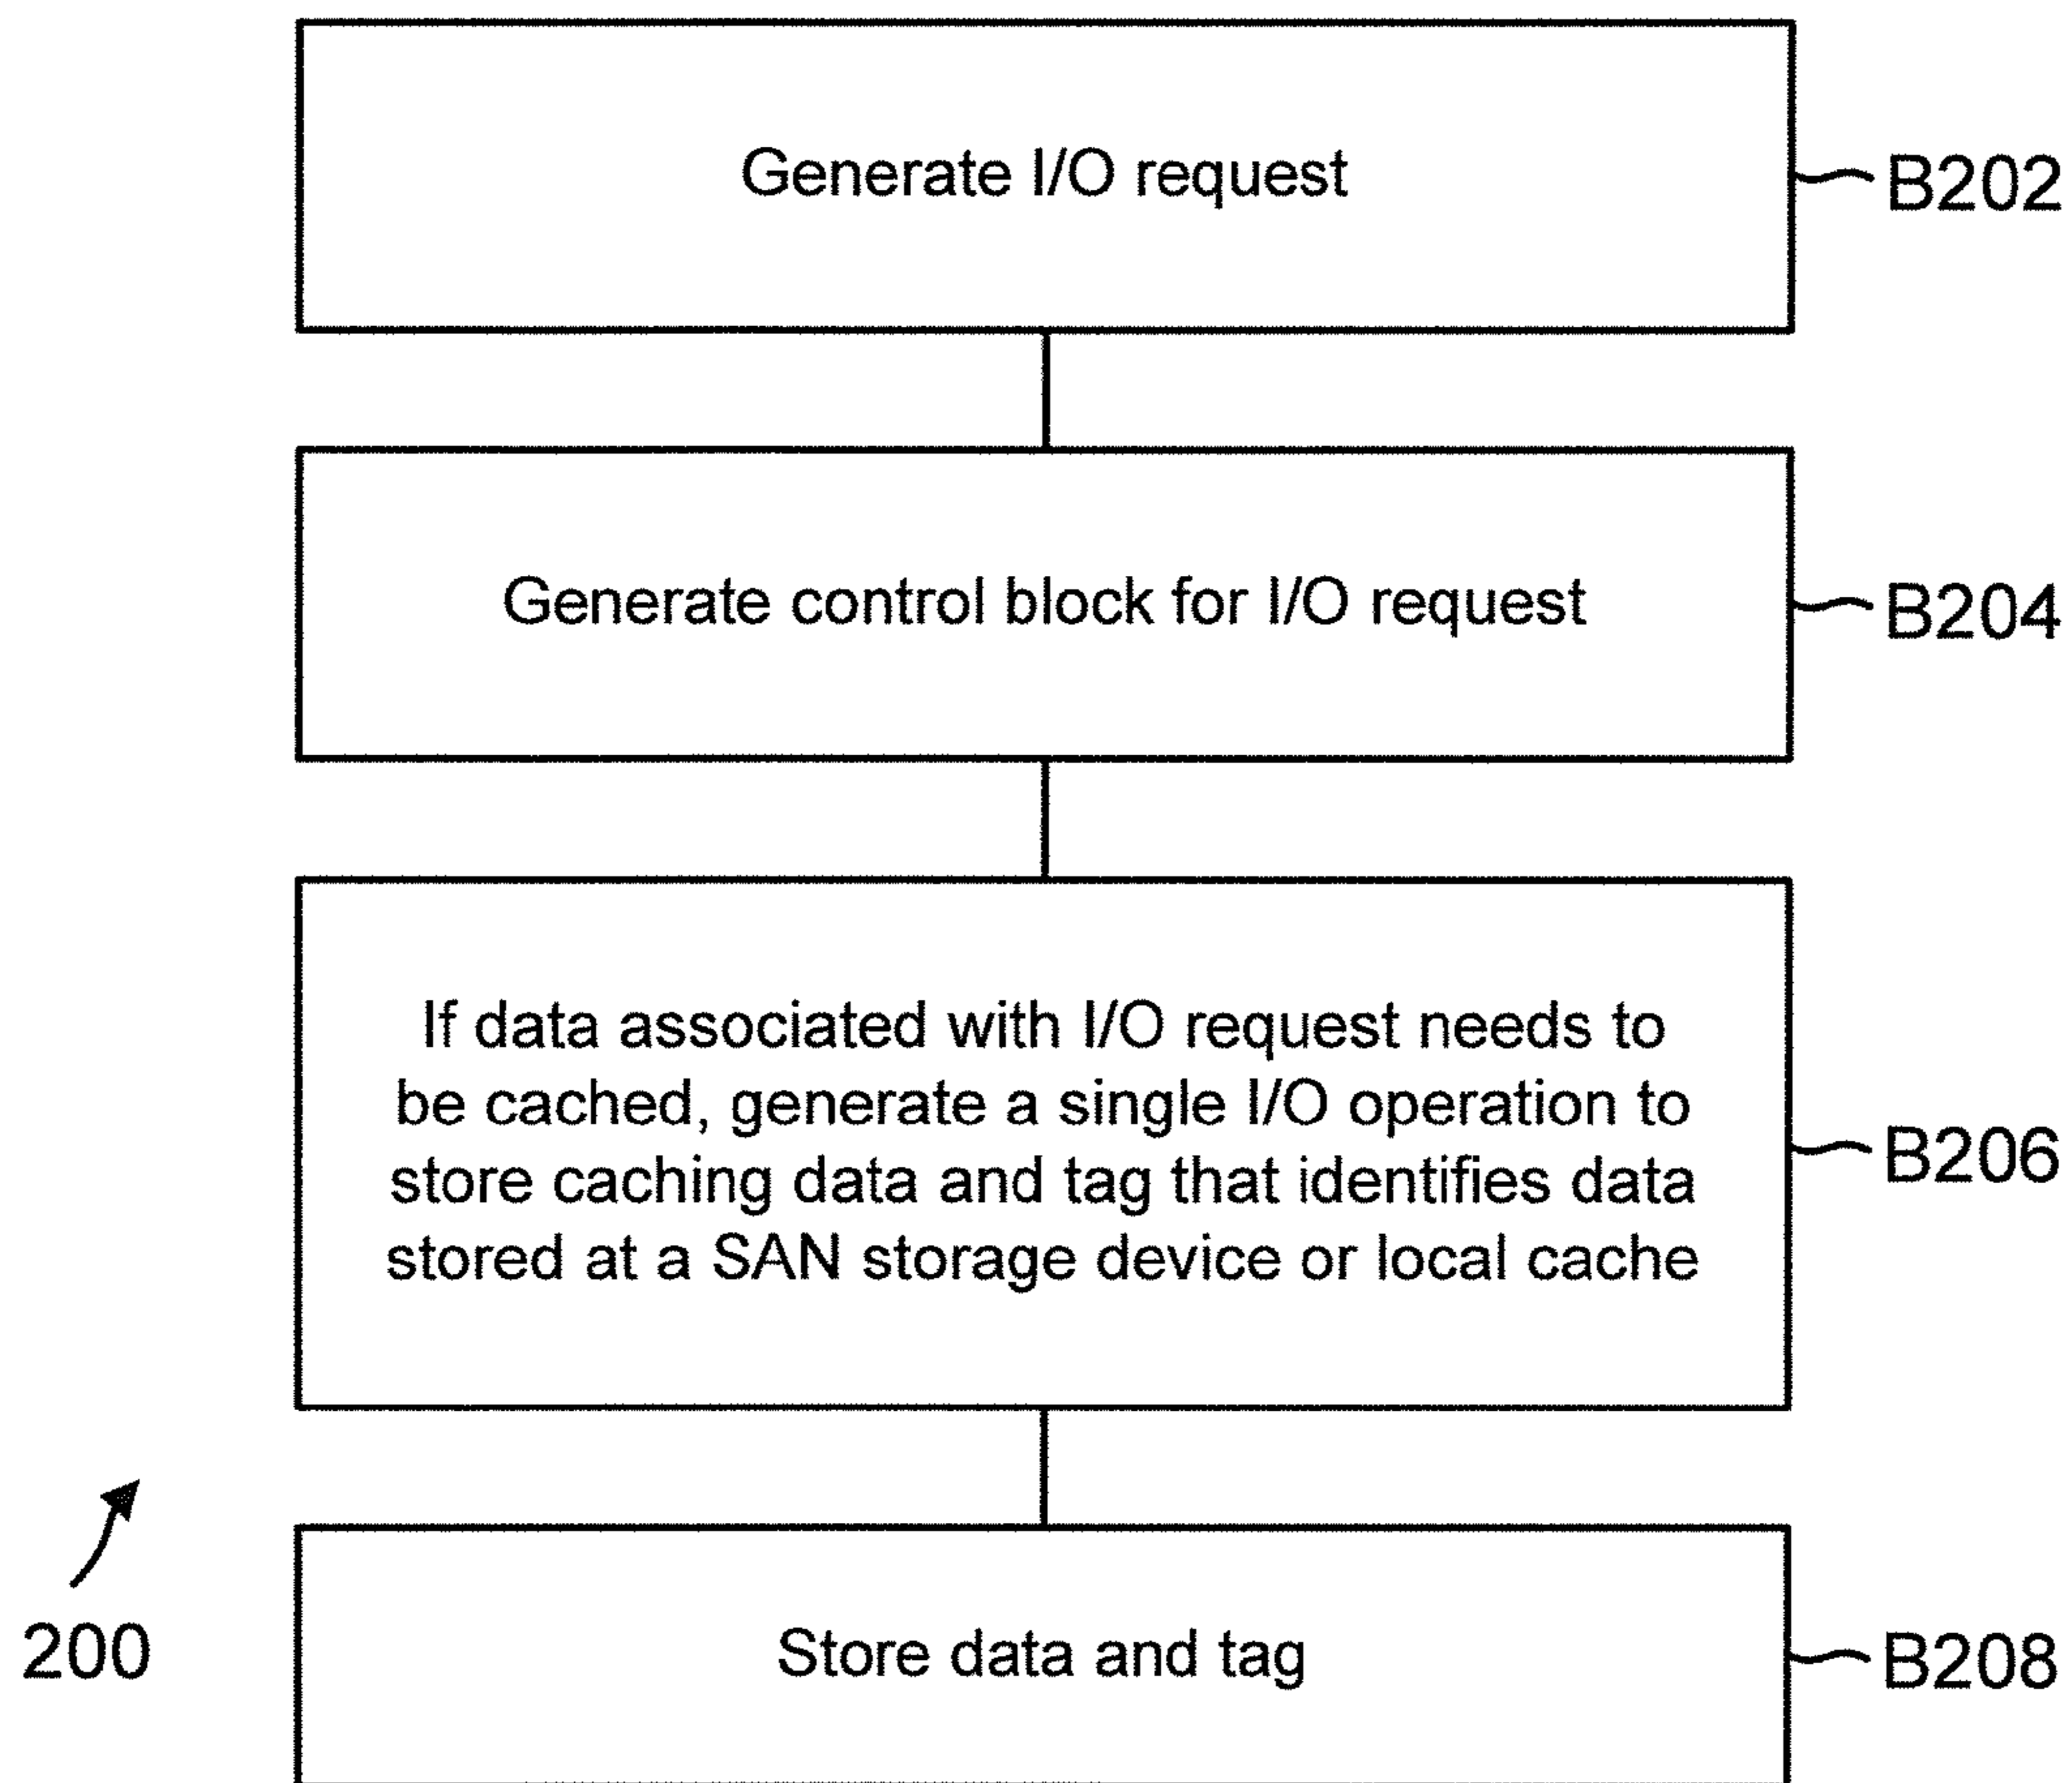 Generate I/O request
B202
Generate control block for I/O request
B204
If data associated with I/O request needs to
be cached, generate a single I/O operation to
store caching data and tag that identifies data
stored at a SAN storage device or local cache
B206
200
Store data and tag
B208